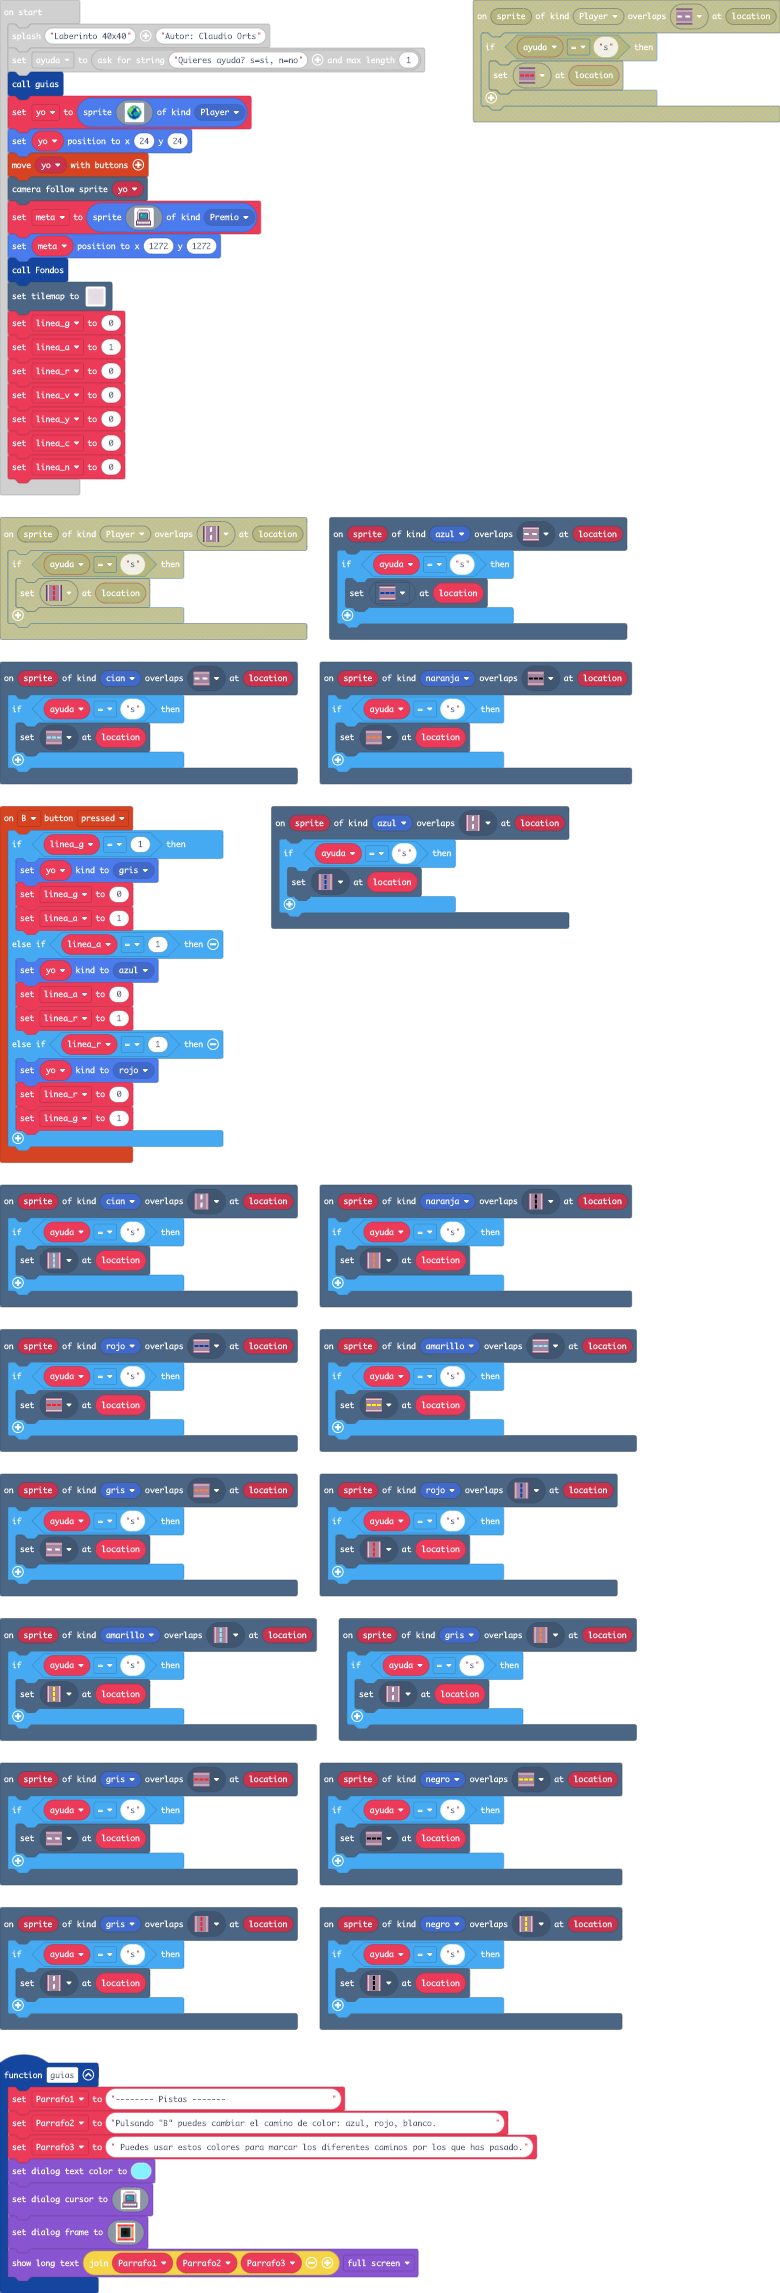 on start
splash "Laberinto 40x40" "Autor: Claudio Orts"
set ayuda to ask for string "Quieres ayuda? s=si, n=no" and max length 1
call guias
set yo to sprite of kind Player
set yo position to x 24 y 24
move yo with buttons
camera follow sprite yo
set meta to sprite of kind Premio
set meta position to x 1272 y 1272
call Fondos
set tilemap to
set linea_g to 0
set linea_a to 1
set linea_r to 0
set linea_v to 0
set linea_y to 0
set linea_c to 0
set linea_n to 0
on sprite of kind Player overlaps at location
if ayuda = "s" then
set at location
on sprite of kind Player overlaps at location
if ayuda = "s" then
set at location
on sprite of kind azul overlaps at location
if ayuda = "s" then
set at location
on sprite of kind cian overlaps at location
if ayuda = "s" then
set at location
on sprite of kind naranja overlaps at location
if ayuda = "s" then
set at location
on B button pressed
if linea_g = 1 then
set yo kind to gris
set linea_g to 0
set linea_a to 1
else if linea_a = 1 then
set yo kind to azul
set linea_a to 0
set linea_r to 1
else if linea_r = 1 then
set yo kind to rojo
set linea_r to 0
set linea_g to 1
on sprite of kind azul overlaps at location
if ayuda = "s" then
set at location
on sprite of kind cian overlaps at location
if ayuda = "s" then
set at location
on sprite of kind naranja overlaps at location
if ayuda = "s" then
set at location
on sprite of kind rojo overlaps at location
if ayuda = "s" then
set at location
on sprite of kind amarillo overlaps at location
if ayuda = "s" then
set at location
on sprite of kind gris overlaps at location
if ayuda = "s" then
set at location
on sprite of kind rojo overlaps at location
if ayuda = "s" then
set at location
on sprite of kind amarillo overlaps at location
if ayuda = "s" then
set at location
on sprite of kind gris overlaps at location
if ayuda = "s" then
set at location
on sprite of kind gris overlaps at location
if ayuda = "s" then
set at location
on sprite of kind negro overlaps at location
if ayuda = "s" then
set at location
on sprite of kind gris overlaps at location
if ayuda = "s" then
set at location
on sprite of kind negro overlaps at location
if ayuda = "s" then
set at location
function guias
set Parrafo1 to "-------- Pistas ------- "
set Parrafo2 to "Pulsando "B" puedes cambiar el camino de color: azul, rojo, blanco. "
set Parrafo3 to " Puedes usar estos colores para marcar los diferentes caminos por los que has pasado."
set dialog text color to
set dialog cursor to
set dialog frame to
show long text join Parrafo1 Parrafo2 Parrafo3 full screen